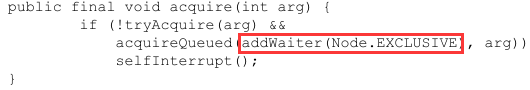 public final void acquire(int arg) {
if (!tryAcquire(arg) &&
acquireQueued(addWaiter(Node.EXCLUSIVE), arg))
selfInterrupt();
}